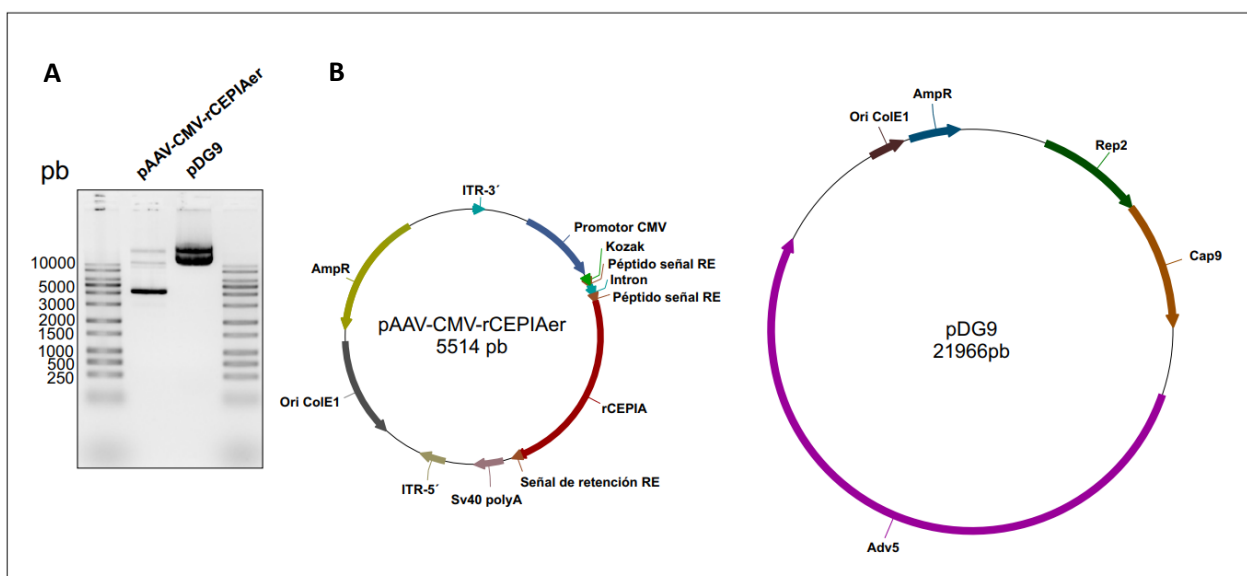 A
B
pAAV-CMV-rCEPIAer
pDG9
pb
10000
5000
3000
2000
1500
1000
500
250
ITR-3´
Promotor CMV
Kozak
Péptido señal RE
Intron
Péptido señal RE
AmpR
pAAV-CMV-rCEPIAer
5514 pb
Ori ColE1
rCEPIA
ITR-5´
Sv40 polyA
Señal de retención RE
AmpR
Ori ColE1
Rep2
Cap9
pDG9
21966pb
Adv5